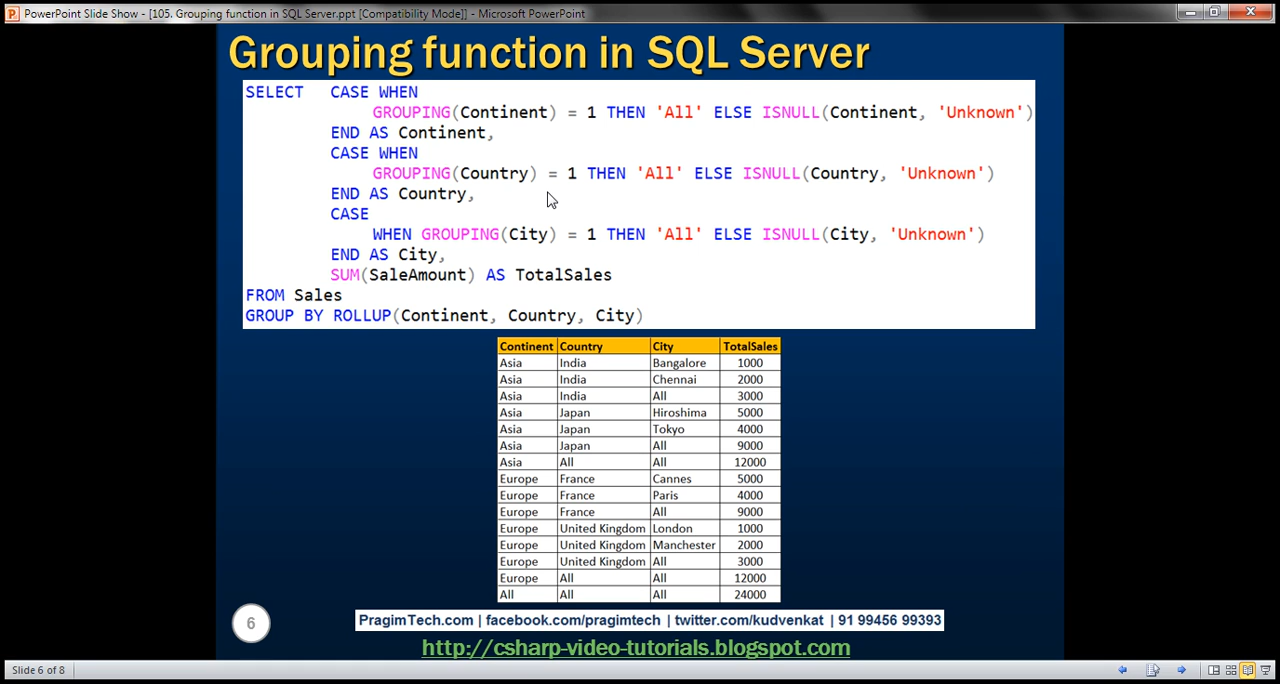 PowerPoint Slide Show - [105. Grouping function in SQL Server.ppt [Compatibility Mode]] - Microsoft PowerPoint
Grouping function in SQL Server
SELECT CASE WHEN
GROUPING(Continent) = 1 THEN 'All' ELSE ISNULL(Continent, 'Unknown')
END AS Continent,
CASE WHEN
GROUPING(Country) = 1 THEN 'All' ELSE ISNULL(Country, 'Unknown')
END AS Country,
CASE
WHEN GROUPING(City) = 1 THEN 'All' ELSE ISNULL(City, 'Unknown')
END AS City,
SUM(SaleAmount) AS TotalSales
FROM Sales
GROUP BY ROLLUP(Continent, Country, City)
Continent Country City TotalSales
Asia India Bangalore 1000
Asia India Chennai 2000
Asia India All 3000
Asia Japan Hiroshima 5000
Asia Japan Tokyo 4000
Asia Japan All 9000
Asia All All 12000
Europe France Cannes 5000
Europe France Paris 4000
Europe France All 9000
Europe United Kingdom London 1000
Europe United Kingdom Manchester 2000
Europe United Kingdom All 3000
Europe All All 12000
All All All 24000
6
PragimTech.com | facebook.com/pragimtech | twitter.com/kudvenkat | 91 99456 99393
http://csharp-video-tutorials.blogspot.com
Slide 6 of 8